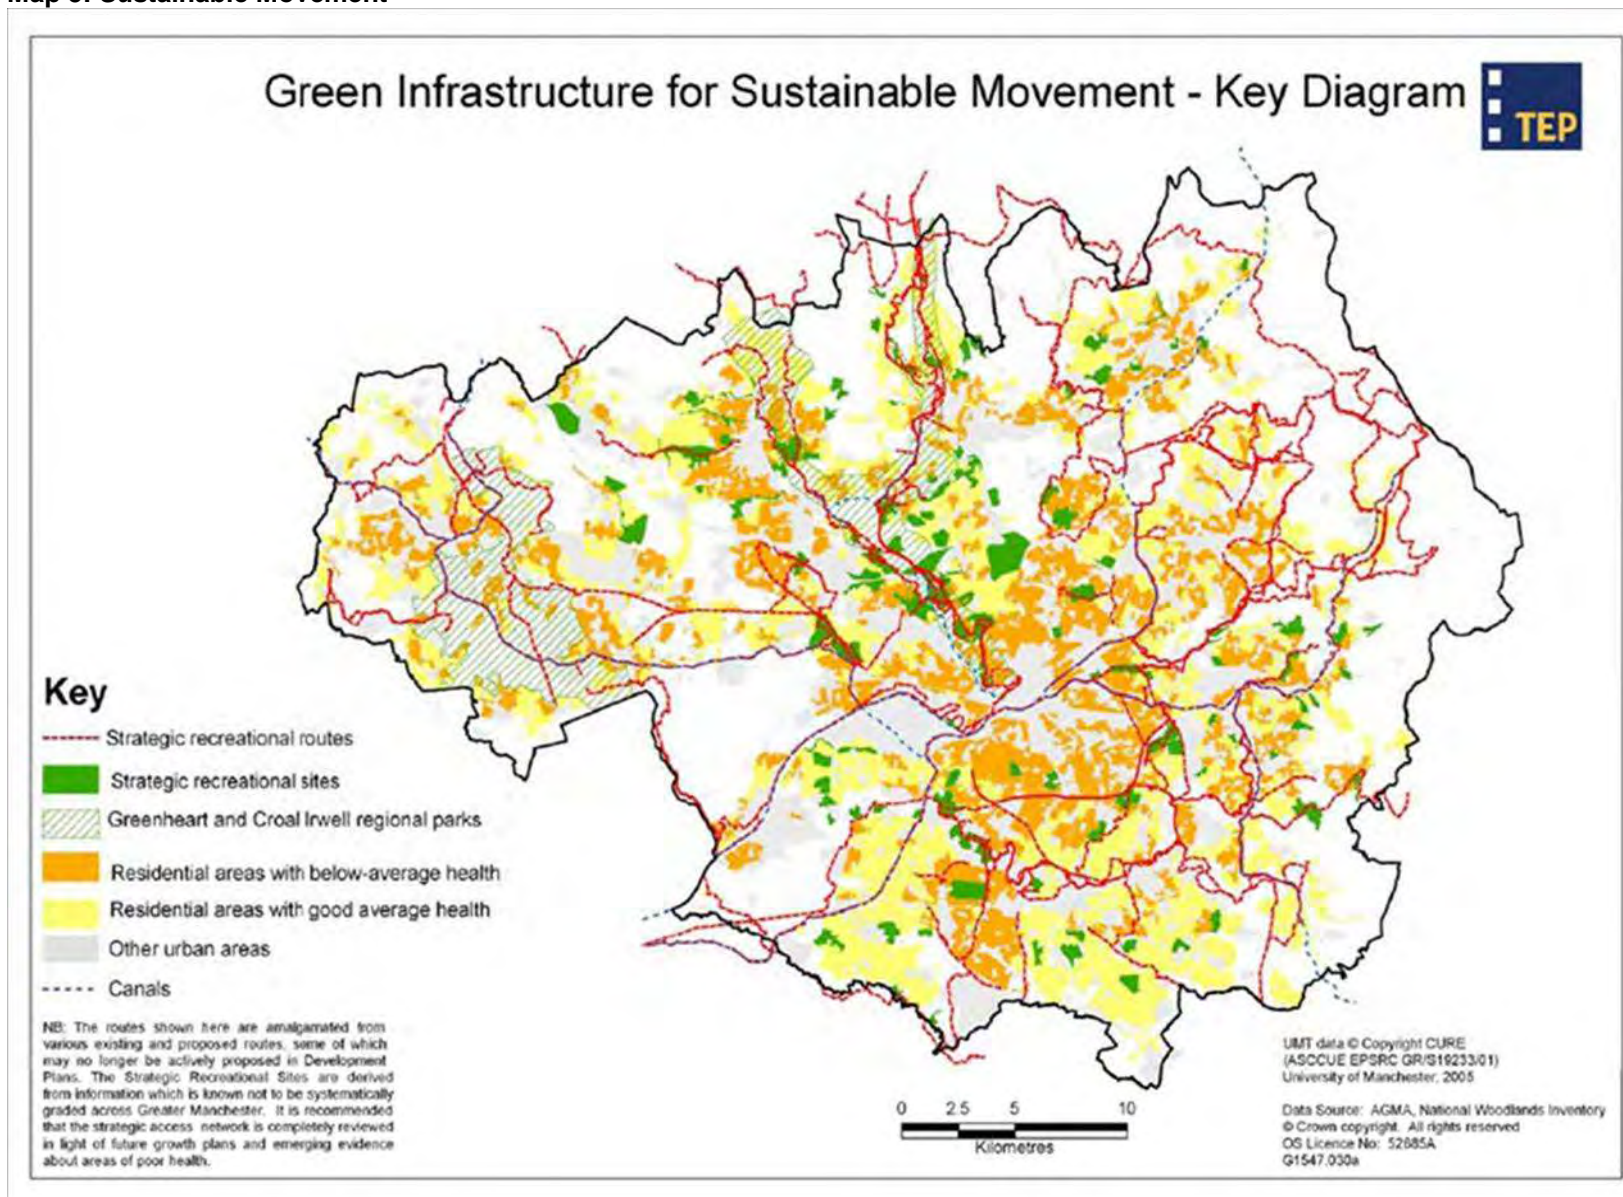 Map 3: Sustainable Movement
Green Infrastructure for Sustainable Movement - Key Diagram
TEP
Key
Strategic recreational routes
Strategic recreational sites
Greenheart and Croal Irwell regional parks
Residential areas with below-average health
Residential areas with good average health
Other urban areas
Canals
NB: The routes shown here are amalgamated from
various existing and proposed routes, some of which
may no longer be actively proposed in Development
Plans. The Strategic Recreational Sites are derived
from information which is known not to be systematically
graded across Greater Manchester. It is recommended
that the strategic access network is completely reviewed
in light of future growth plans and emerging evidence
about areas of poor health.
0 2.5 5 10
Kilometres
UMT data © Copyright CURE
(ASCCUE EPSRC GR/S19233/01)
University of Manchester, 2005
Data Source: AGMA, National Woodlands Inventory
© Crown copyright. All rights reserved
OS Licence No: 52685A
G1547.030a